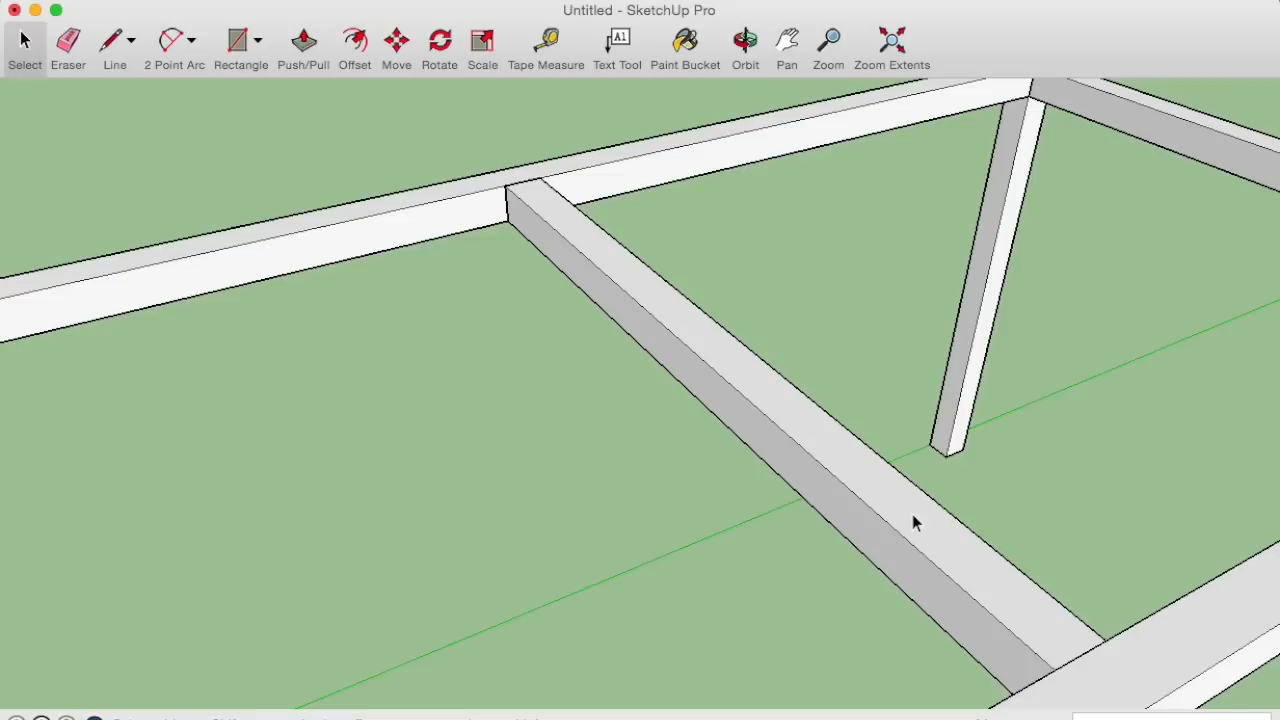 Untitled - SketchUp Pro
A1
Select Eraser Line 2 Point Arc Rectangle Push/Pull Offset Move Rotate Scale Tape Measure Text Tool Paint Bucket Orbit Pan Zoom Zoom Extents